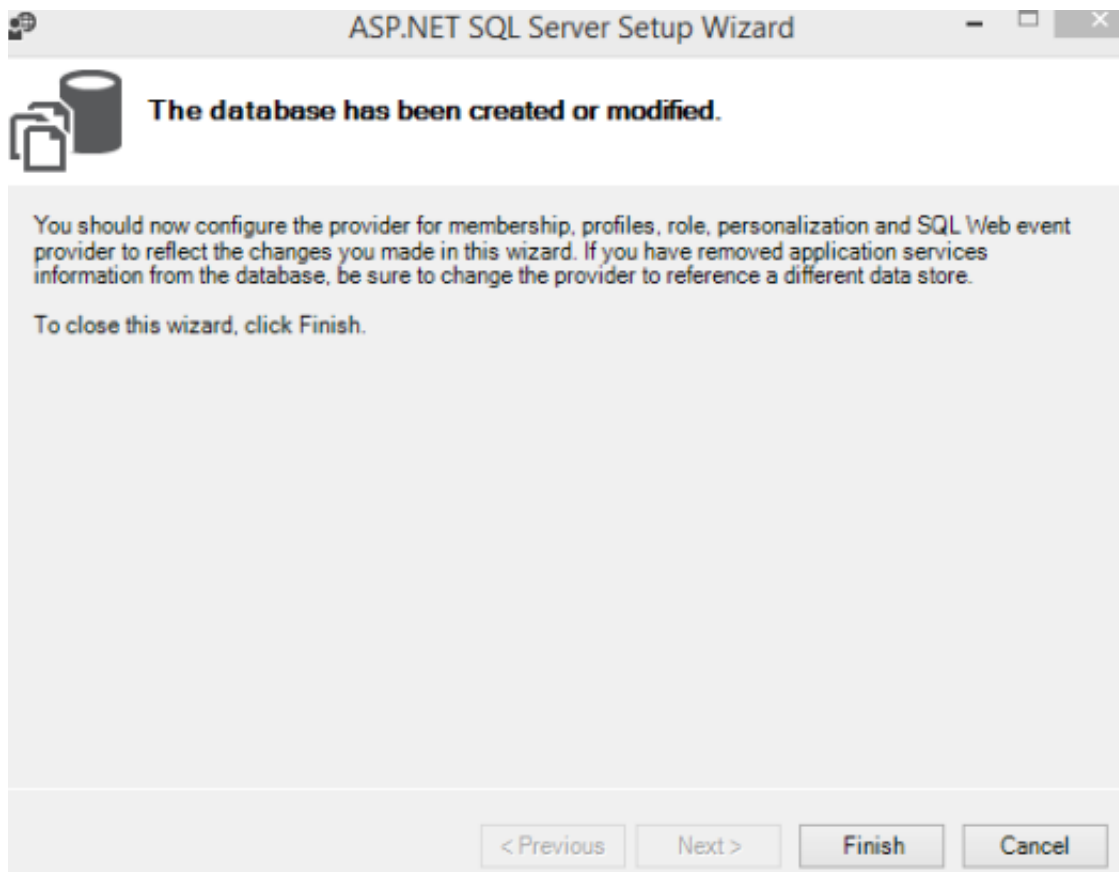 ASP.NET SQL Server Setup Wizard
The database has been created or modified.
You should now configure the provider for membership, profiles, role, personalization and SQL Web event
provider to reflect the changes you made in this wizard. If you have removed application services
information from the database, be sure to change the provider to reference a different data store.
To close this wizard, click Finish.
< Previous Next > Finish Cancel